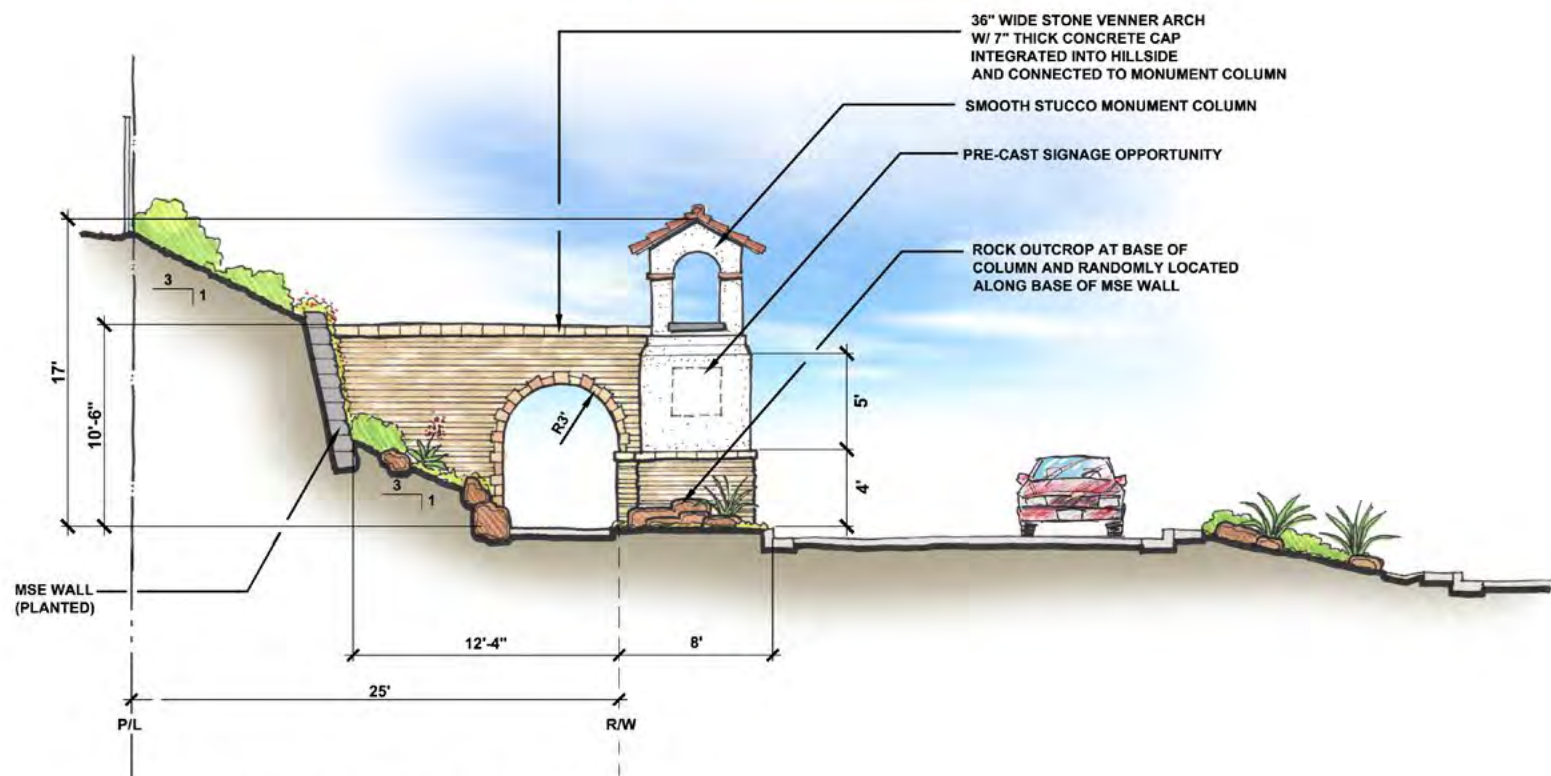 36" WIDE STONE VENNER ARCH
W/ 7" THICK CONCRETE CAP
INTEGRATED INTO HILLSIDE
AND CONNECTED TO MONUMENT COLUMN
SMOOTH STUCCO MONUMENT COLUMN
PRE-CAST SIGNAGE OPPORTUNITY
ROCK OUTCROP AT BASE OF
COLUMN AND RANDOMLY LOCATED
ALONG BASE OF MSE WALL
3
1
17'
10'-6"
R3'
5'
4'
3
1
MSE WALL
(PLANTED)
12'-4"
8'
25'
P/L
R/W